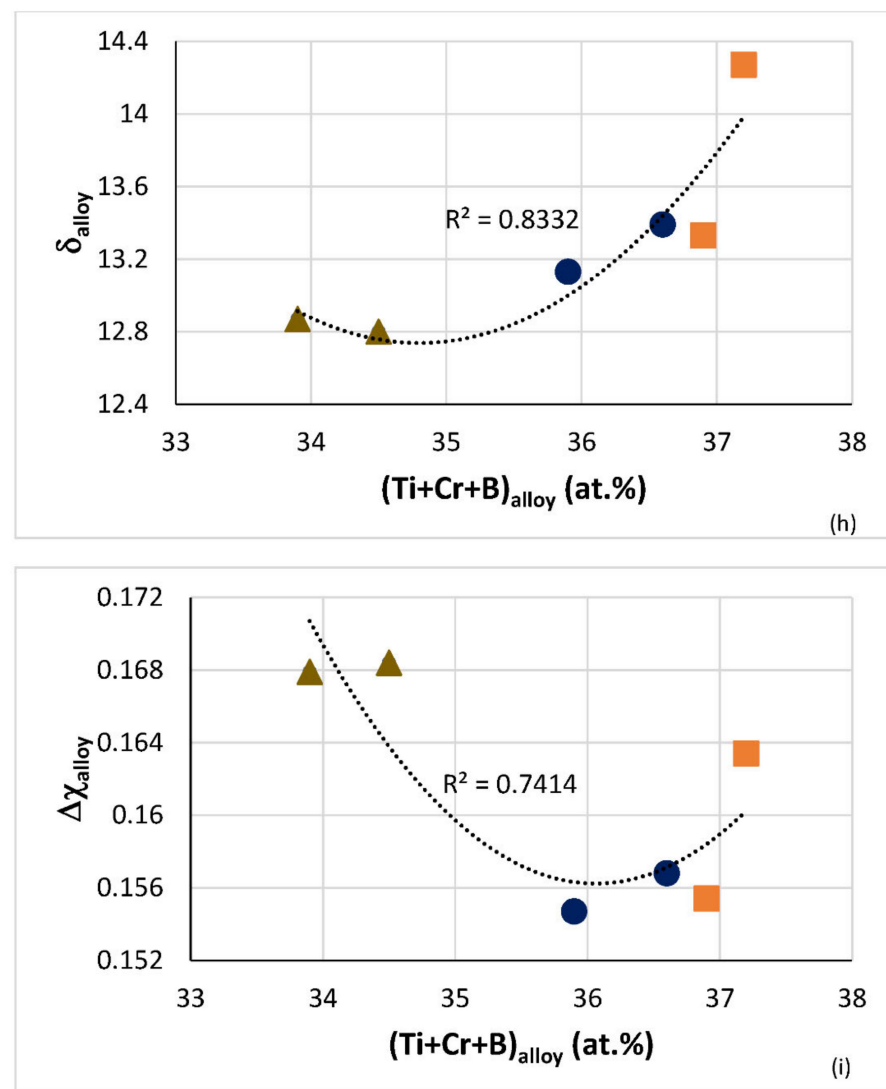 14.4
14
13.6
13.2
12.8
12.4
δalloy
R² = 0.8332
33 34 35 36 37 38
(Ti+Cr+B)alloy (at.%)
(h)
0.172
0.168
0.164
0.16
0.156
0.152
Δχalloy
R² = 0.7414
33 34 35 36 37 38
(Ti+Cr+B)alloy (at.%)
(i)